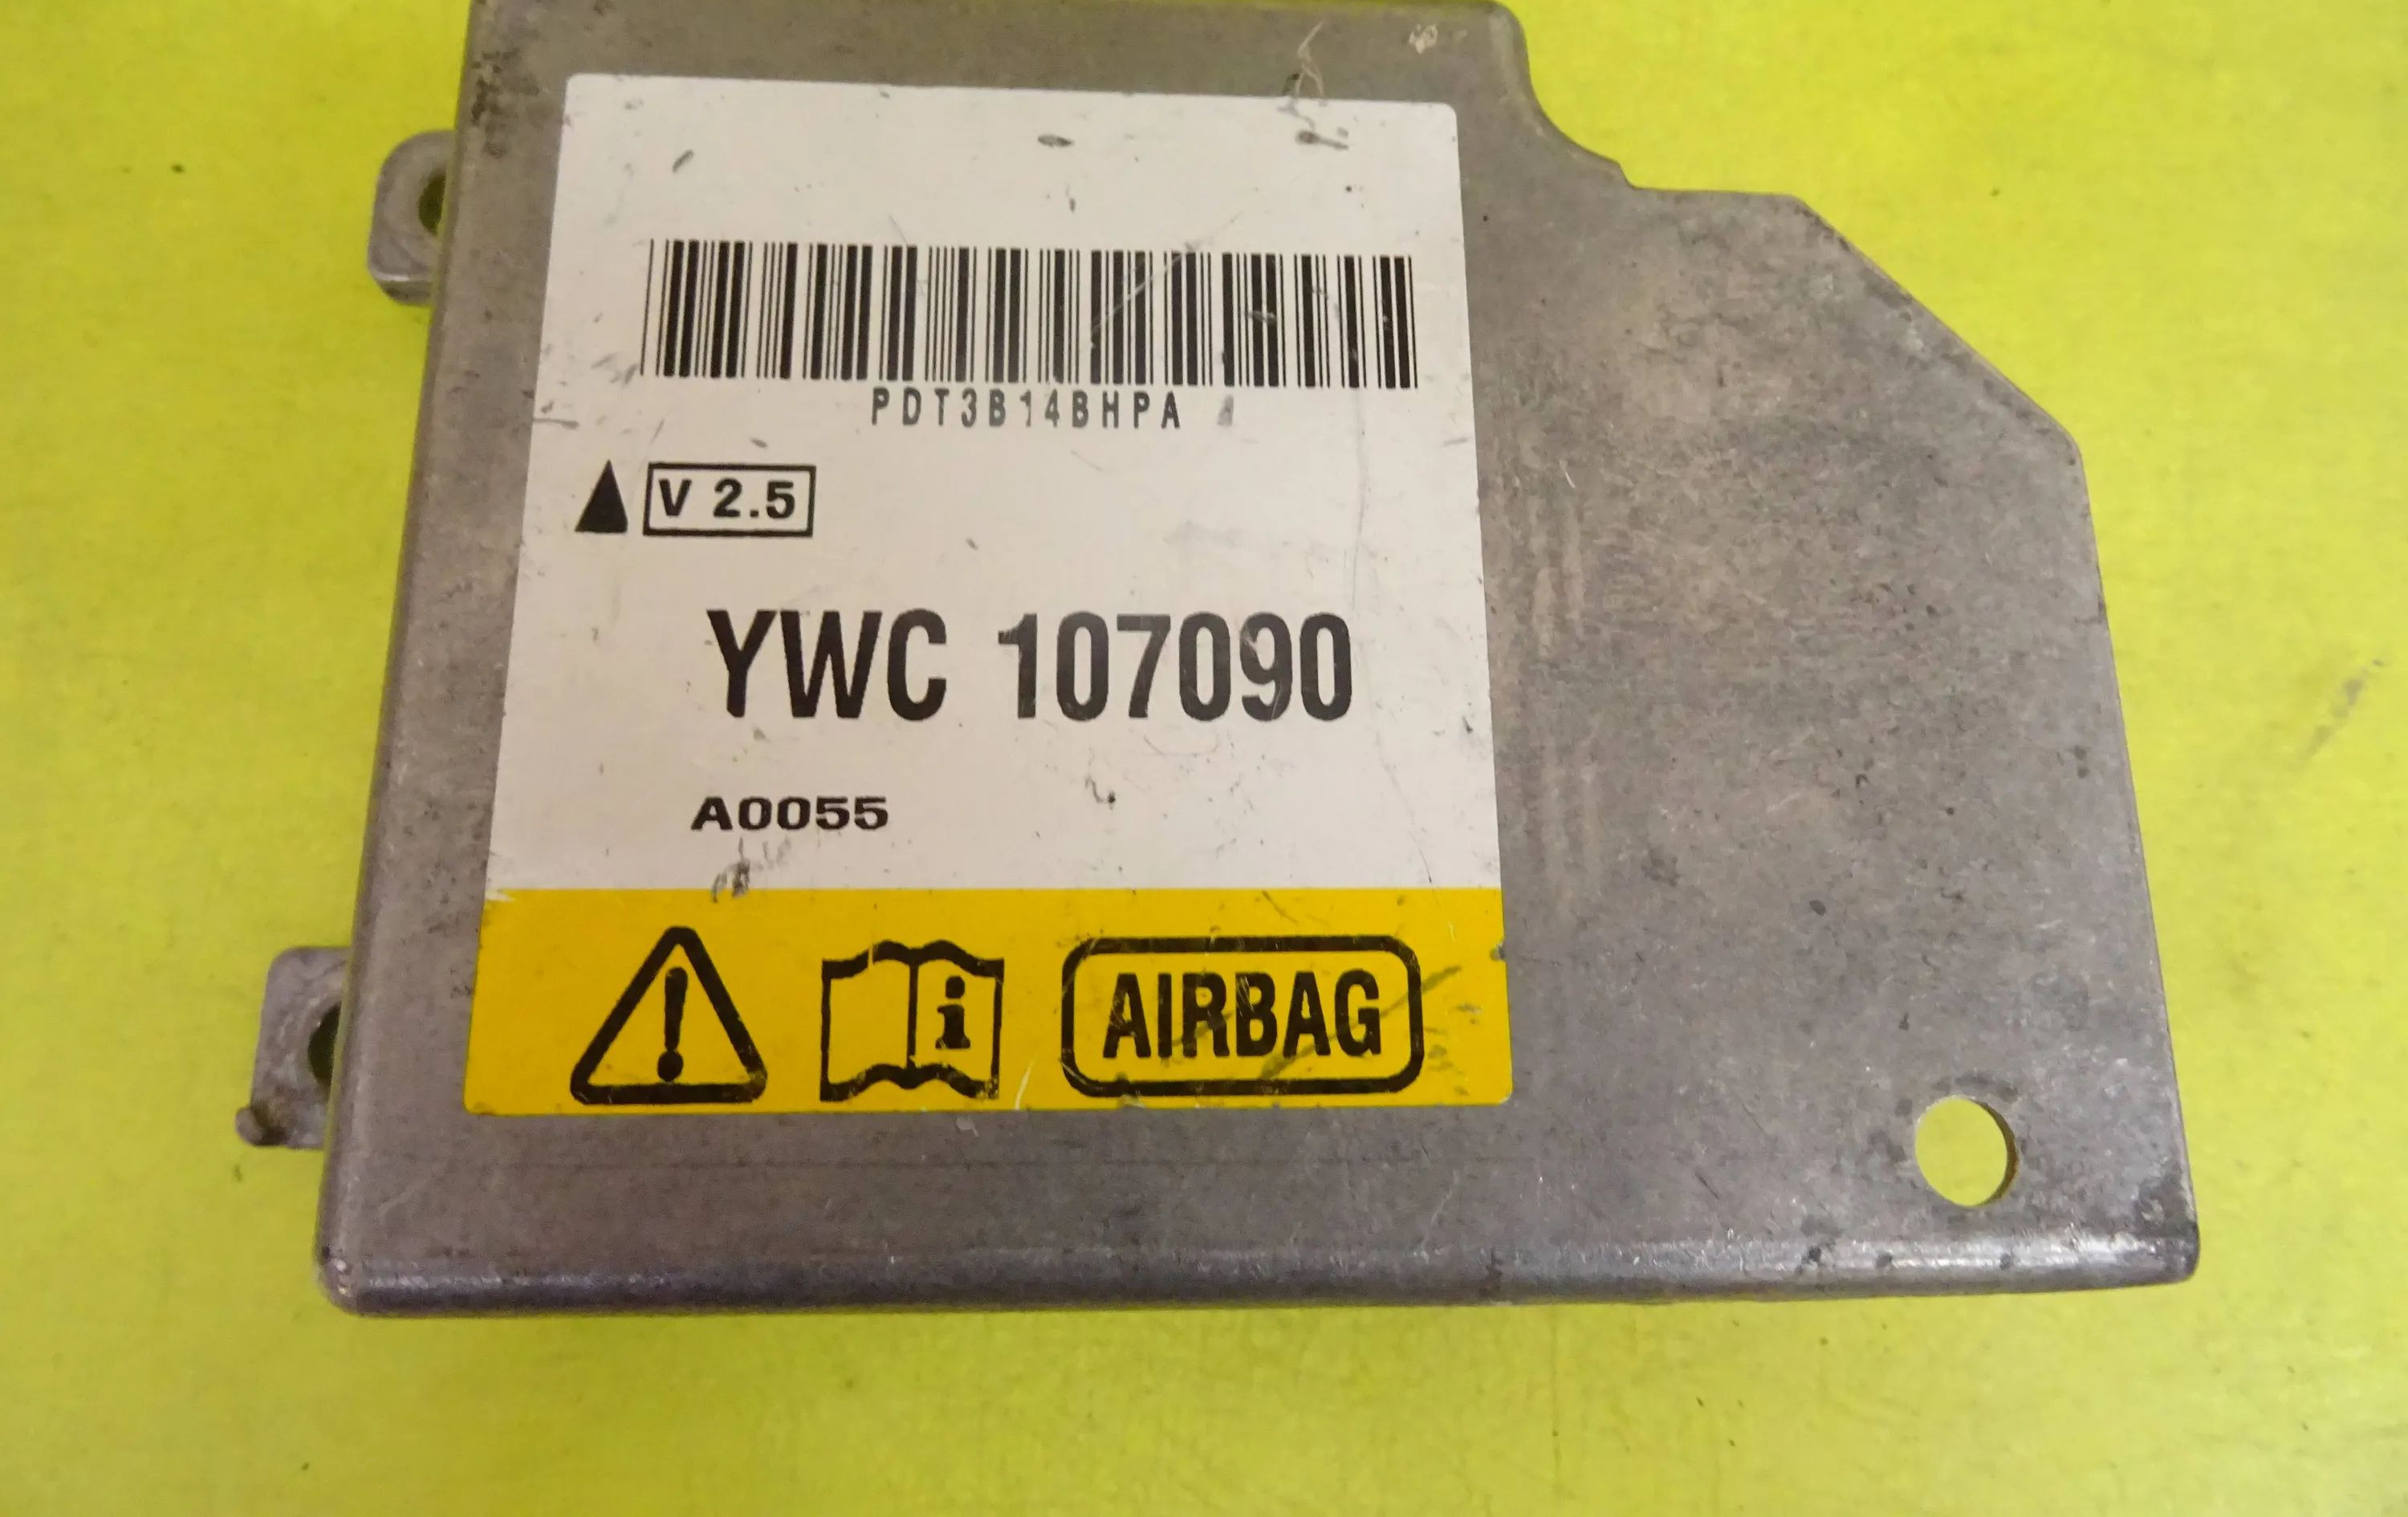 PDT3B14BHPA
V 2.5
YWC 107090
A0055
i AIRBAG